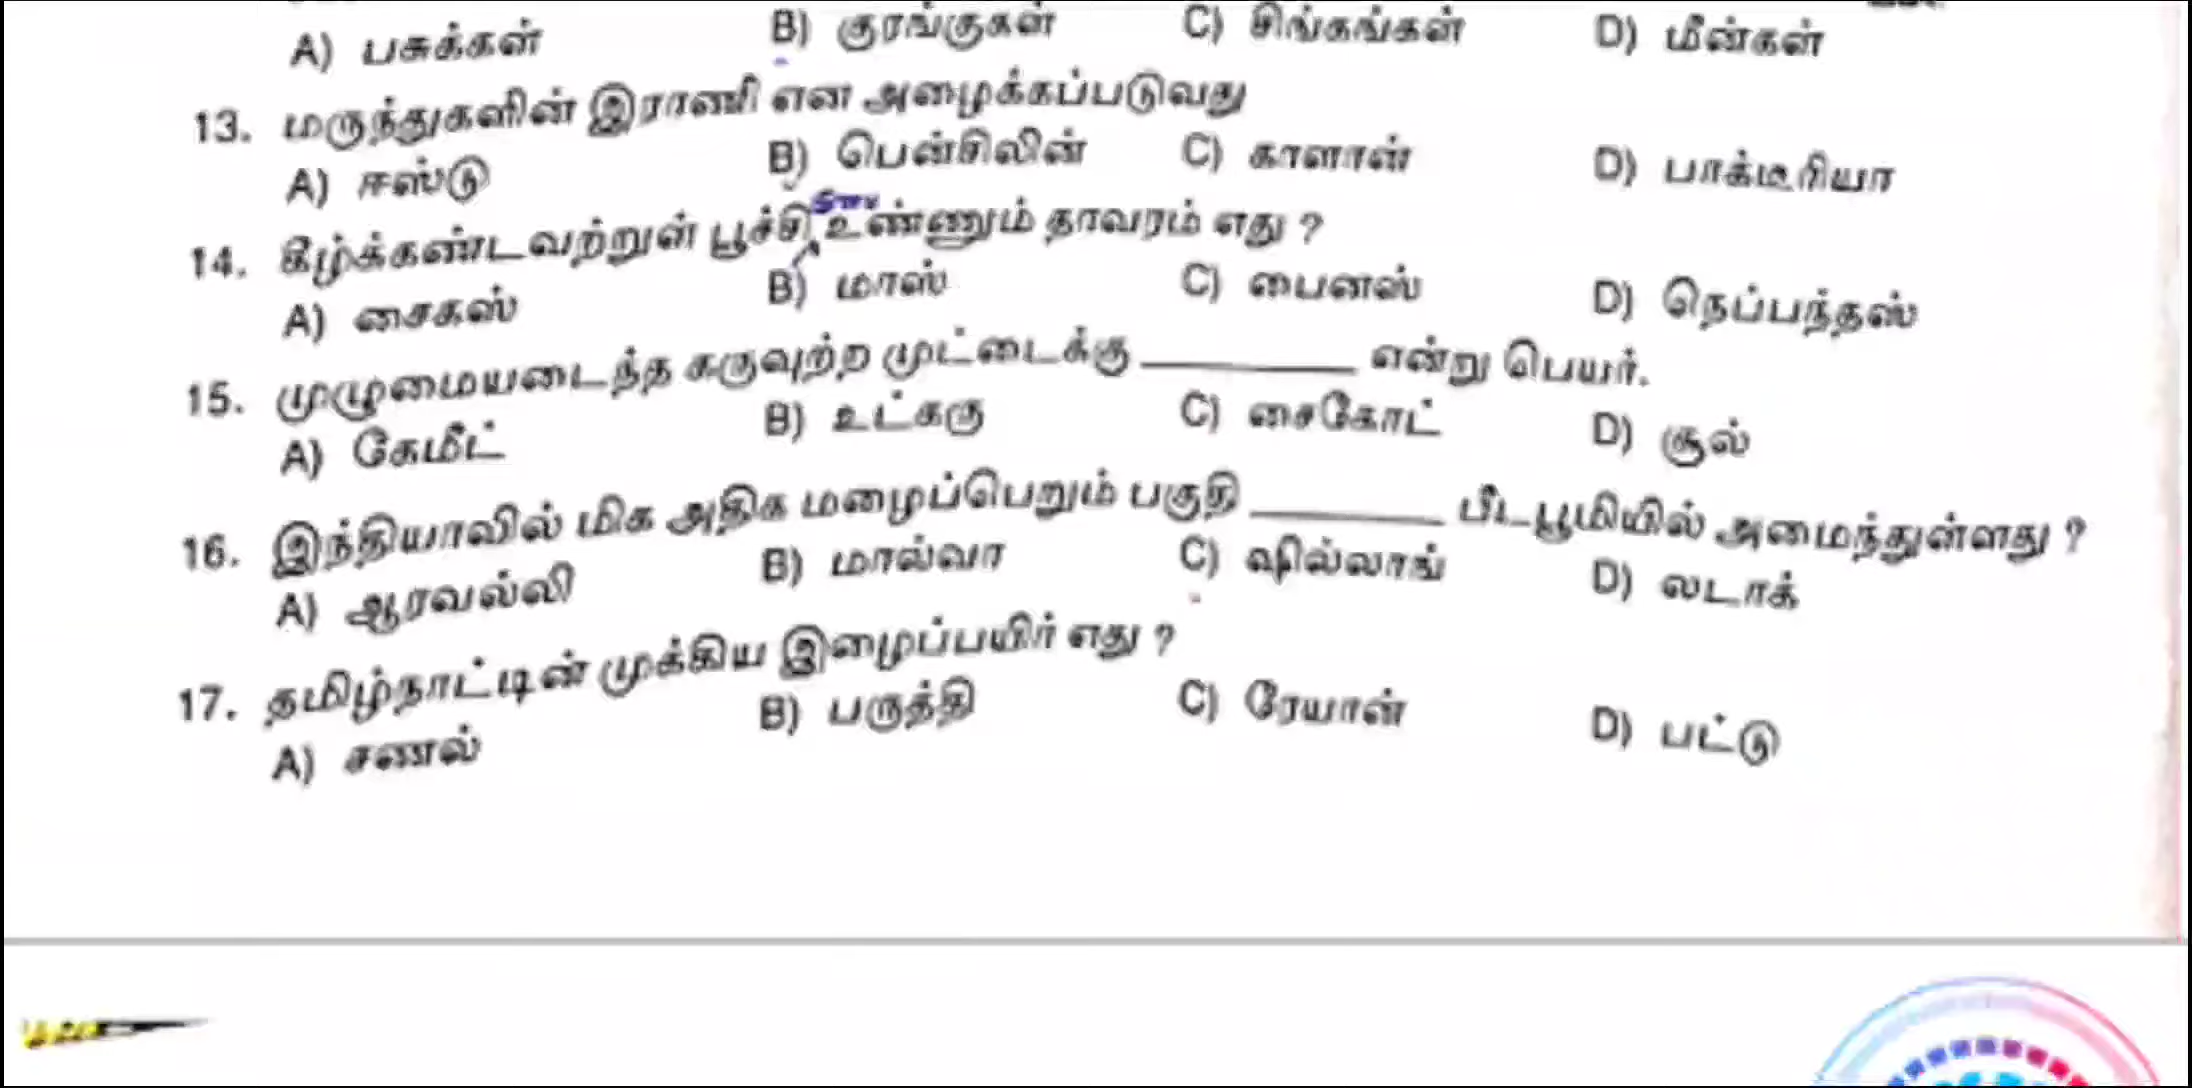 A) பசுக்கள் B) குரங்குகள் C) சிங்கங்கள் D) மீன்கள்
13. மருந்துகளின் இராணி என அழைக்கப்படுவது
A) ஈஸ்டு B) பென்சிலின் C) காளான் D) பாக்டீரியா
14. கீழ்க்கண்டவற்றுள் பூச்சி உண்ணும் தாவரம் எது ?
A) சைகஸ் B) மாஸ் C) பைனஸ் D) நெப்பந்தஸ்
15. முழுமையடைந்த கருவுற்ற முட்டைக்கு ________ என்று பெயர்.
A) கேமீட் B) உட்கரு C) சைகோட் D) சூல்
16. இந்தியாவில் மிக அதிக மழைப்பெறும் பகுதி ________ பீடபூமியில் அமைந்துள்ளது ?
A) ஆரவல்லி B) மால்வா C) ஷில்லாங் D) லடாக்
17. தமிழ்நாட்டின் முக்கிய இழைப்பயிர் எது ?
A) சணல் B) பருத்தி C) ரேயான் D) பட்டு